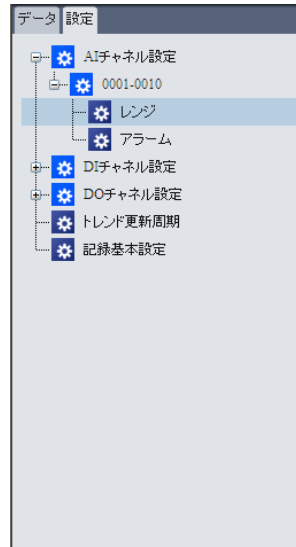 データ 設定
AIチャネル設定
0001-0010
レンジ
アラーム
DIチャネル設定
DOチャネル設定
トレンド更新周期
記録基本設定